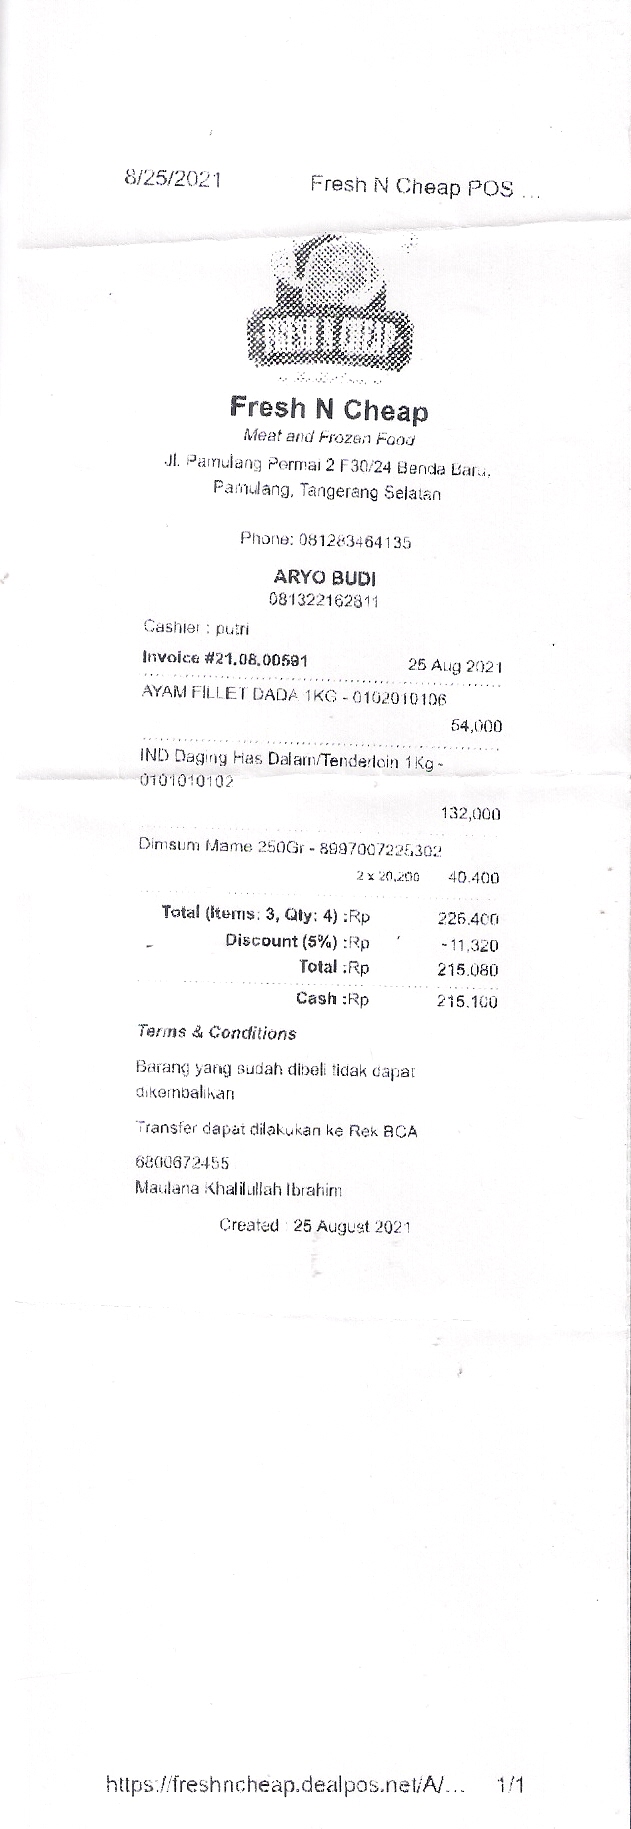 8/25/2021 Fresh N Cheap POS ...
FRESH N CHEAP
Fresh N Cheap
Meat and Frozen Food
Jl. Pamulang Permai 2 F30/24 Benda Baru,
Pamulang, Tangerang Selatan
Phone: 081283464135
ARYO BUDI
081322162811
Cashier : putri
Invoice #21.08.00591 25 Aug 2021
AYAM FILLET DADA 1KG - 0102010106
54,000
IND Daging Has Dalam/Tenderloin 1Kg -
0101010102
132,000
Dimsum Mame 250Gr - 8997007225302
2 x 20,200 40,400
Total (Items: 3, Qty: 4) :Rp 226,400
Discount (5%) :Rp -11,320
Total :Rp 215,080
Cash :Rp 215,100
Terms & Conditions
Barang yang sudah dibeli tidak dapat
dikembalikan
Transfer dapat dilakukan ke Rek BCA
6800672455
Maulana Khalilullah Ibrahim
Created : 25 August 2021
https://freshncheap.dealpos.net/A/... 1/1